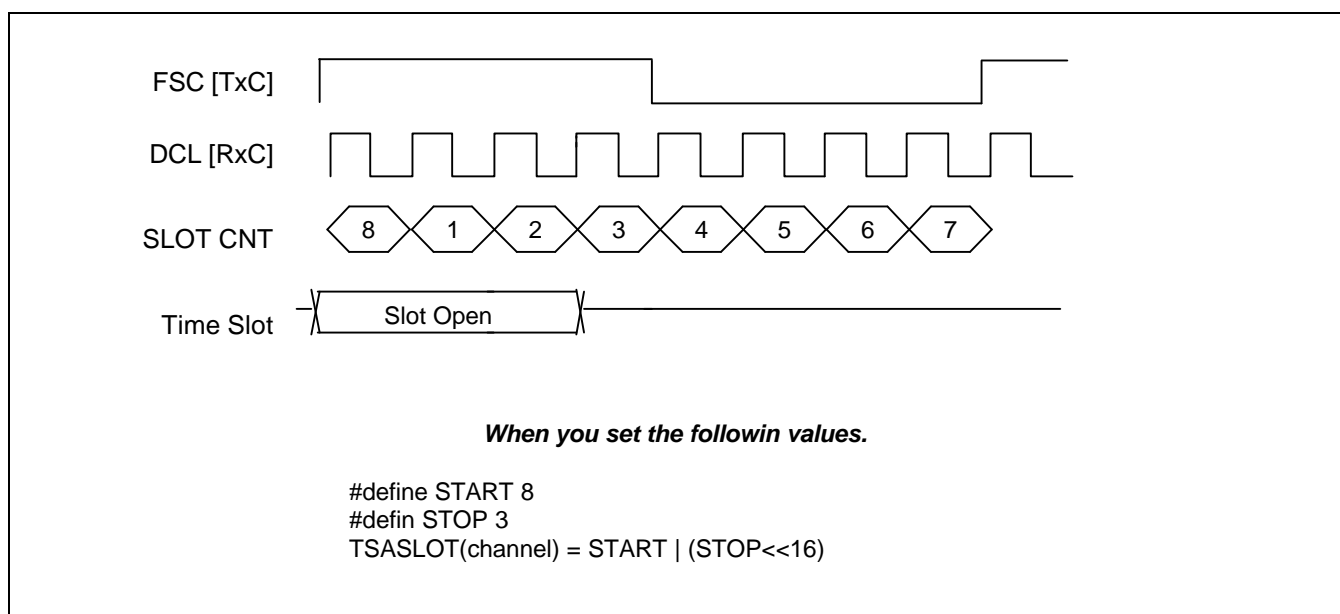 FSC [TxC]
DCL [RxC]
SLOT CNT 8 1 2 3 4 5 6 7
Time Slot Slot Open
When you set the followin values.
#define START 8
#defin STOP 3
TSASLOT(channel) = START | (STOP<<16)